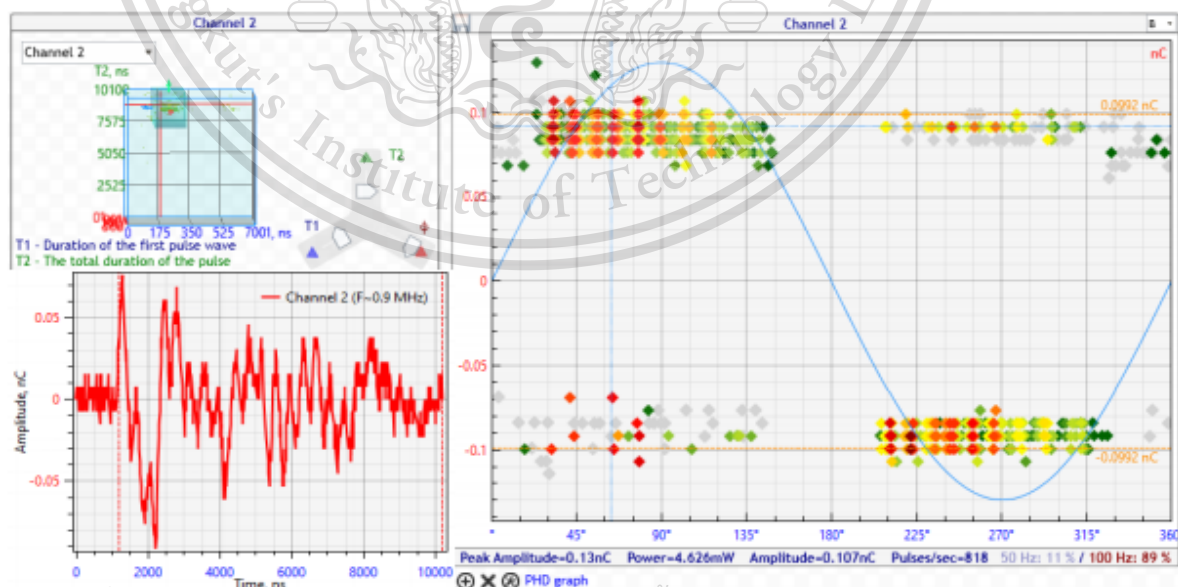 Channel 2
Channel 2
T2, ns
10100
7575
5050
2525
0 175 350 525 7001, ns
T2
T1
T1 - Duration of the first pulse wave
T2 - The total duration of the pulse
Channel 2 (F~0.9 MHz)
Amplitude, nC
0.05
0
-0.05
0 2000 4000 6000 8000 10000
Time, ns
Channel 2
B
nC
0.1
0.05
0
-0.05
-0.1
0.0992 nC
-0.0992 nC
45° 90° 135° 180° 225° 270° 315° 360
Peak Amplitude=0.13nC Power=4.626mW Amplitude=0.107nC Pulses/sec=818 50 Hz: 11 % / 100 Hz: 89 %
PHD graph
gkut's Institute of Technology